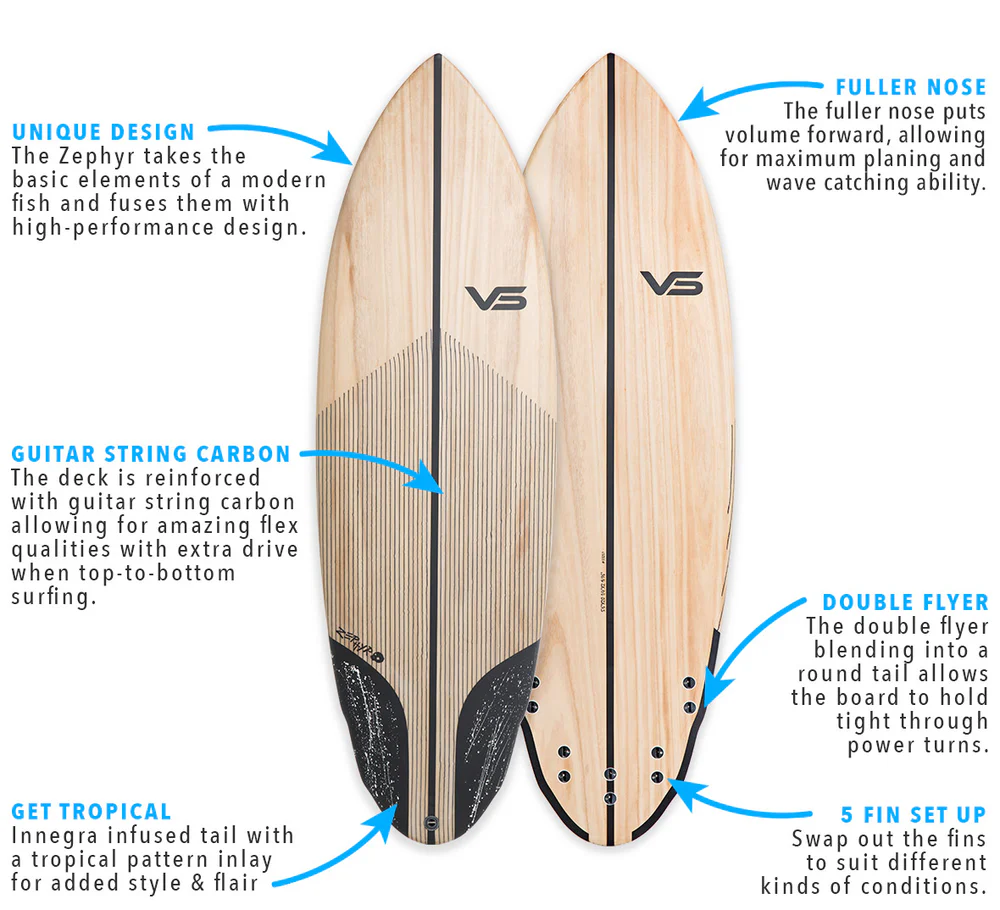 UNIQUE DESIGN
The Zephyr takes the
basic elements of a modern
fish and fuses them with
high-performance design.
FULLER NOSE
The fuller nose puts
volume forward, allowing
for maximum planing and
wave catching ability.
VS
VS
GUITAR STRING CARBON
The deck is reinforced
with guitar string carbon
allowing for amazing flex
qualities with extra drive
when top-to-bottom
surfing.
ZEPHYR
DOUBLE FLYER
The double flyer
blending into a
round tail allows
the board to hold
tight through
power turns.
GET TROPICAL
Innegra infused tail with
a tropical pattern inlay
for added style & flair
5 FIN SET UP
Swap out the fins
to suit different
kinds of conditions.